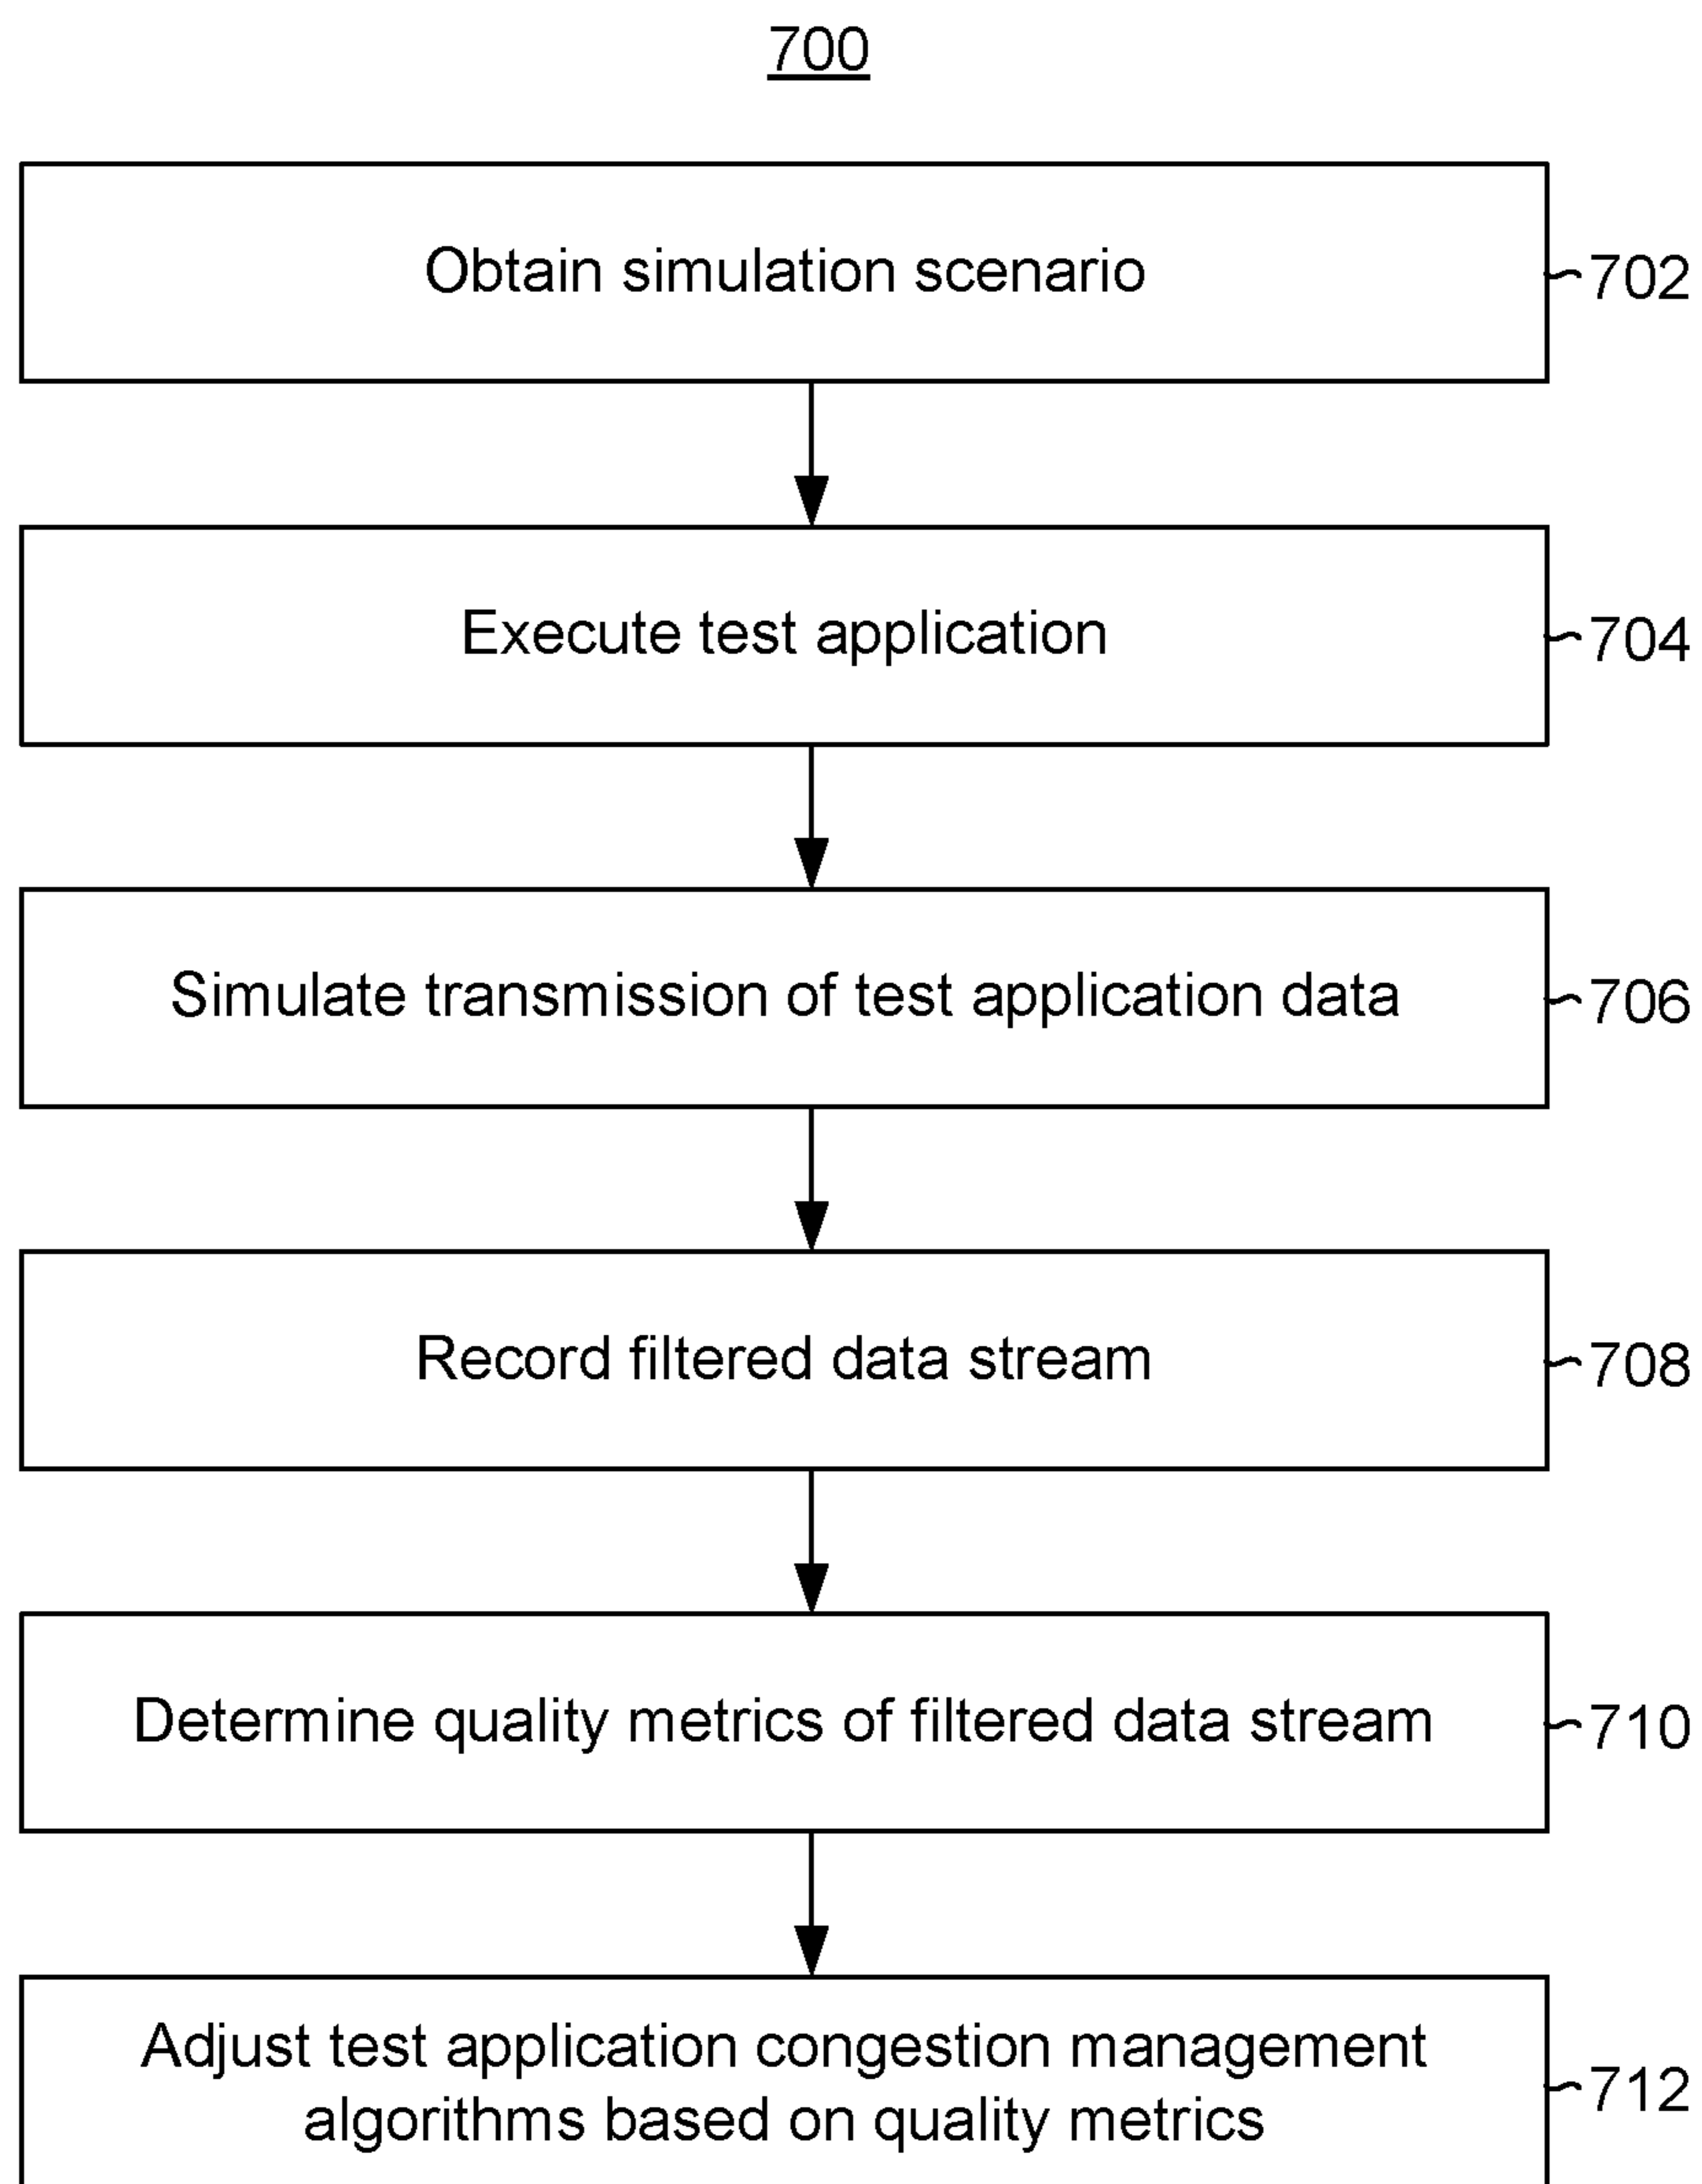 700
Obtain simulation scenario
702
Execute test application
704
Simulate transmission of test application data
706
Record filtered data stream
708
Determine quality metrics of filtered data stream
710
Adjust test application congestion management
algorithms based on quality metrics
712